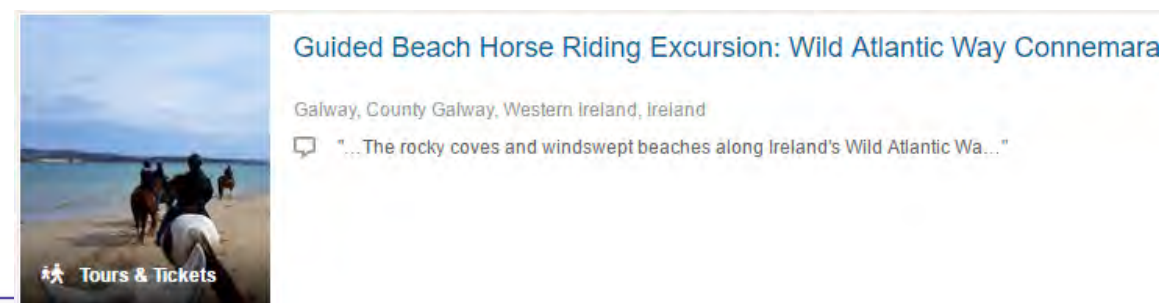 Guided Beach Horse Riding Excursion: Wild Atlantic Way Connemara
Galway, County Galway, Western Ireland, Ireland
"...The rocky coves and windswept beaches along Ireland's Wild Atlantic Wa..."
Tours & Tickets